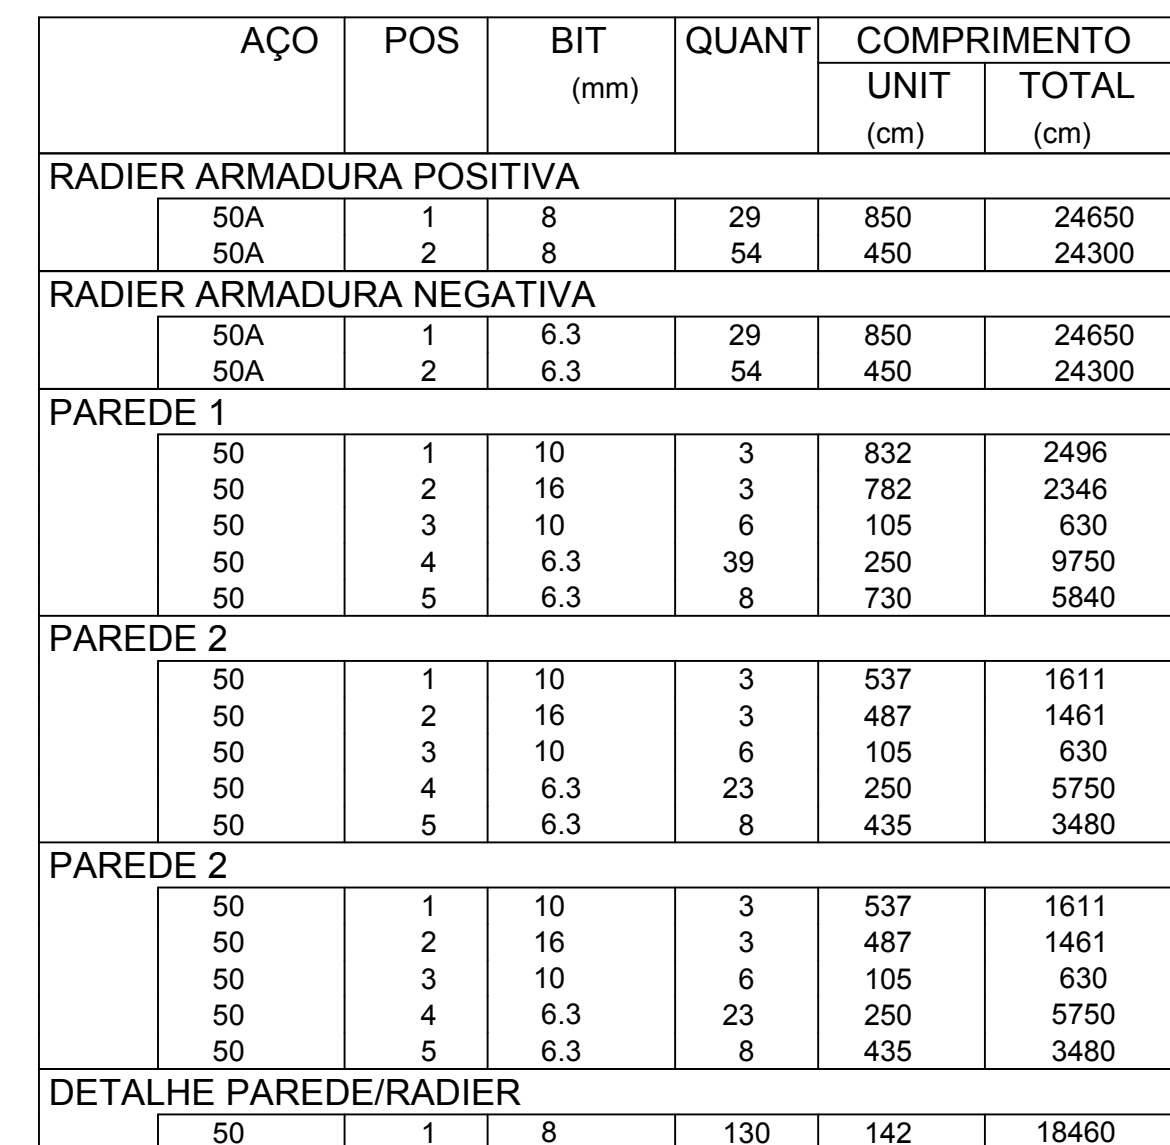 AÇO POS BIT QUANT COMPRIMENTO
(mm) UNIT TOTAL
(cm) (cm)
RADIER ARMADURA POSITIVA
50A 1 8 29 850 24650
50A 2 8 54 450 24300
RADIER ARMADURA NEGATIVA
50A 1 6.3 29 850 24650
50A 2 6.3 54 450 24300
PAREDE 1
50 1 10 3 832 2496
50 2 16 3 782 2346
50 3 10 6 105 630
50 4 6.3 39 250 9750
50 5 6.3 8 730 5840
PAREDE 2
50 1 10 3 537 1611
50 2 16 3 487 1461
50 3 10 6 105 630
50 4 6.3 23 250 5750
50 5 6.3 8 435 3480
PAREDE 2
50 1 10 3 537 1611
50 2 16 3 487 1461
50 3 10 6 105 630
50 4 6.3 23 250 5750
50 5 6.3 8 435 3480
DETALHE PAREDE/RADIER
50 1 8 130 142 18460